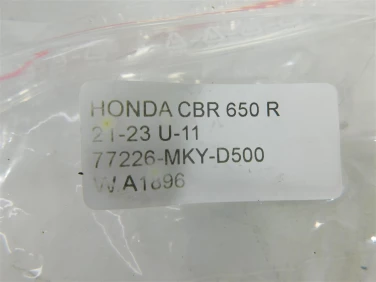 HONDA CBR 650 R
21-23 U-11
77226-MKY-D500
W.A1896